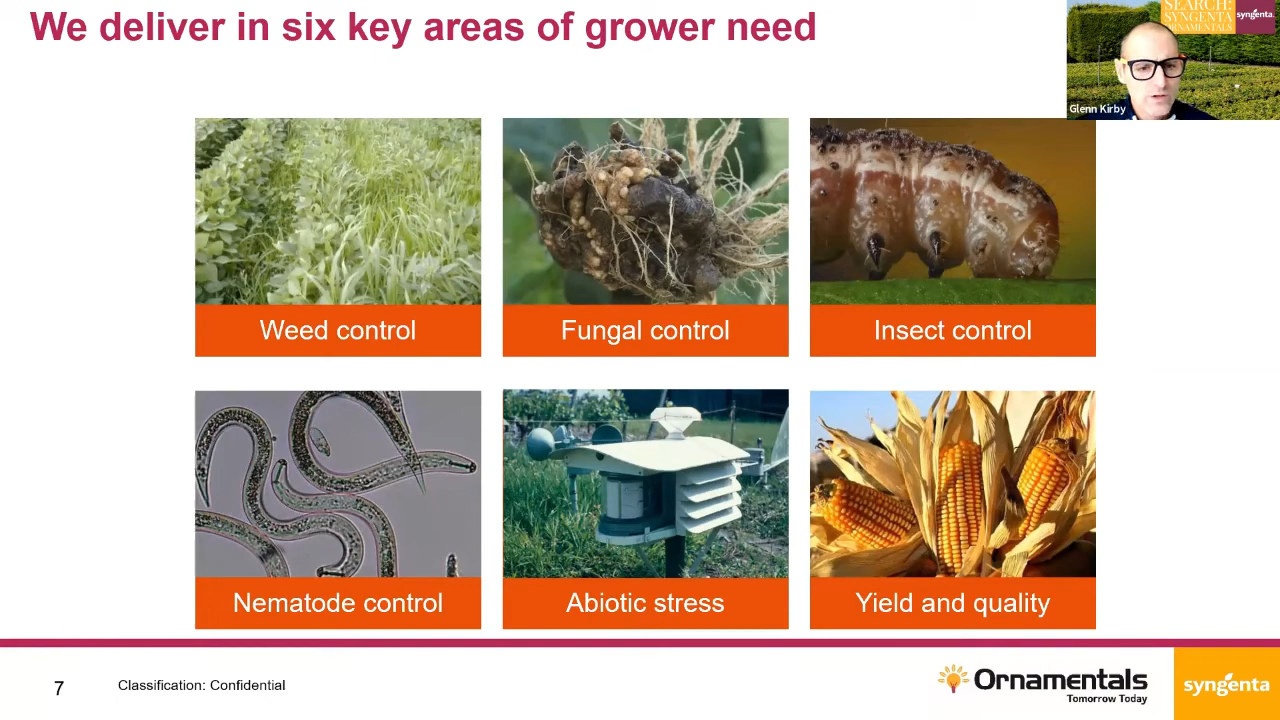 We deliver in six key areas of grower need
SEARCH:
SYNGENTA
ORNAMENTALS
syngenta.
Glenn Kirby
Weed control
Fungal control
Insect control
Nematode control
Abiotic stress
Yield and quality
7
Classification: Confidential
Ornamentals
Tomorrow Today
syngenta